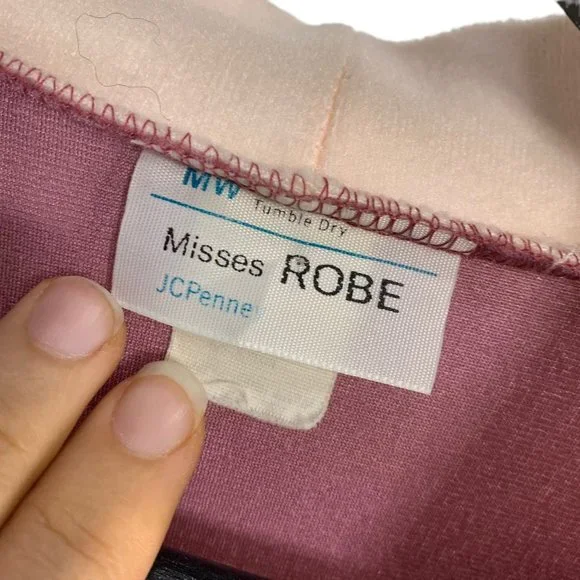 MW
Tumble Dry
Misses ROBE
JCPenne